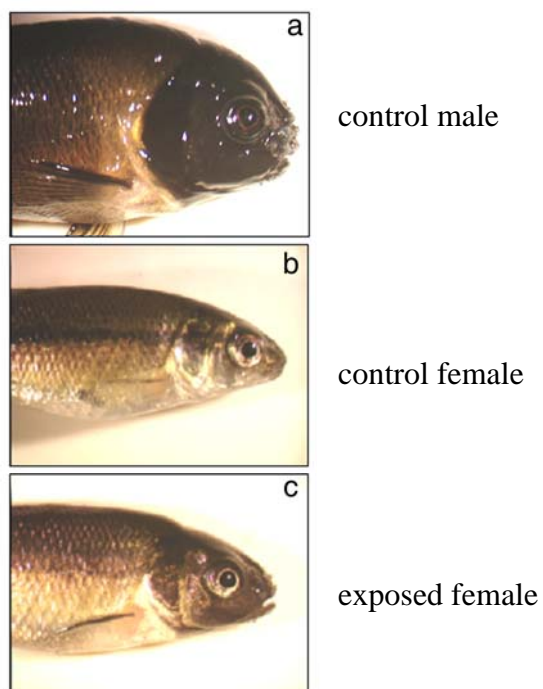 a
control male
b
control female
c
exposed female